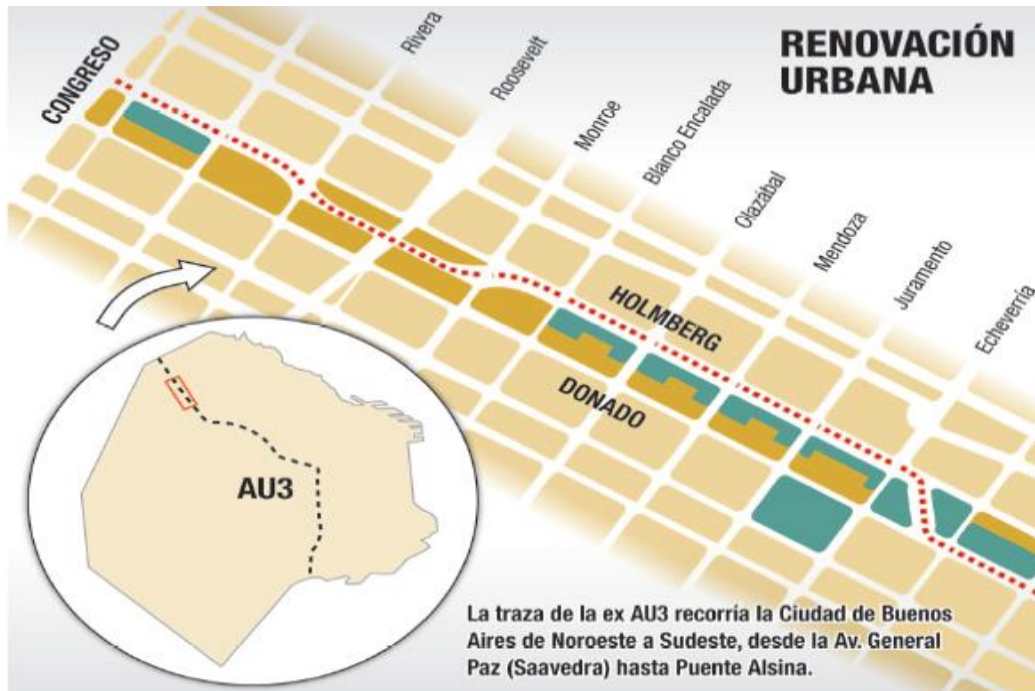 RENOVACIÓN
URBANA
CONGRESO
Rivera
Roosevelt
Monrce
Blanco Encalada
Olazábal
Mendoza
Juramento
Echeverría
HOLMBERG
DONADO
AU3
La traza de la ex AU3 recorría la Ciudad de Buenos
Aires de Noroeste a Sudeste, desde la Av. General
Paz (Saavedra) hasta Puente Alsina.